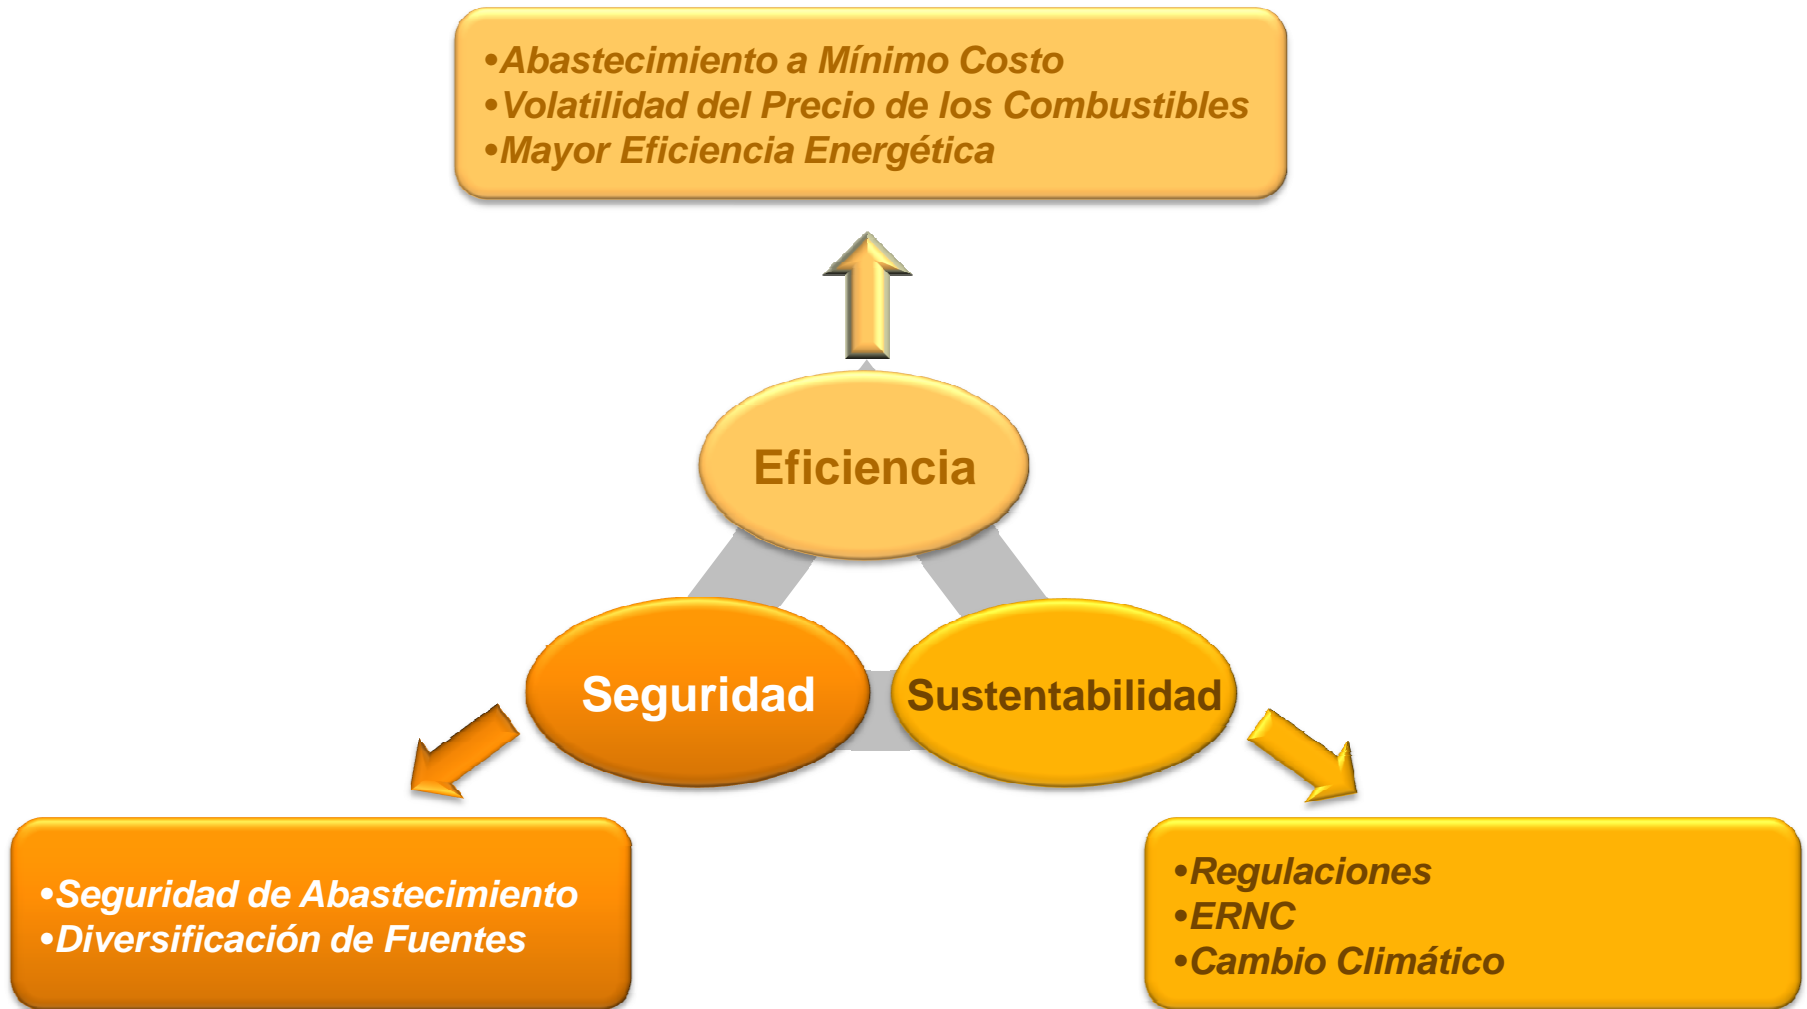 •Abastecimiento a Mínimo Costo
•Volatilidad del Precio de los Combustibles
•Mayor Eficiencia Energética
Eficiencia
Seguridad
Sustentabilidad
•Seguridad de Abastecimiento
•Diversificación de Fuentes
•Regulaciones
•ERNC
•Cambio Climático